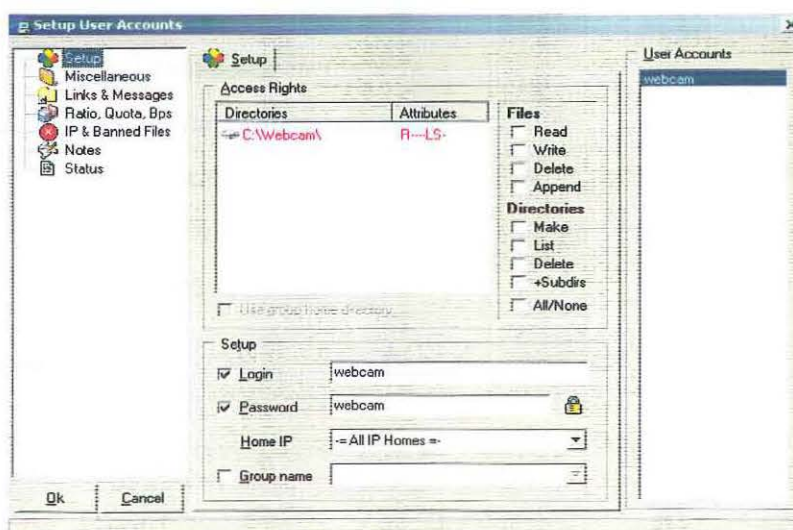 Setup User Accounts
Setup
Miscellaneous
Links & Messages
Ratio, Quota, Bps
IP & Banned Files
Notes
Status
Ok
Cancel
Setup
Access Rights
Directories Attributes
C:\Webcam\ R---LS-
Use group home directory
Files
Read
Write
Delete
Append
Directories
Make
List
Delete
+Subdirs
All/None
Setup
Login webcam
Password webcam
Home IP -= All IP Homes =-
Group name
User Accounts
webcam